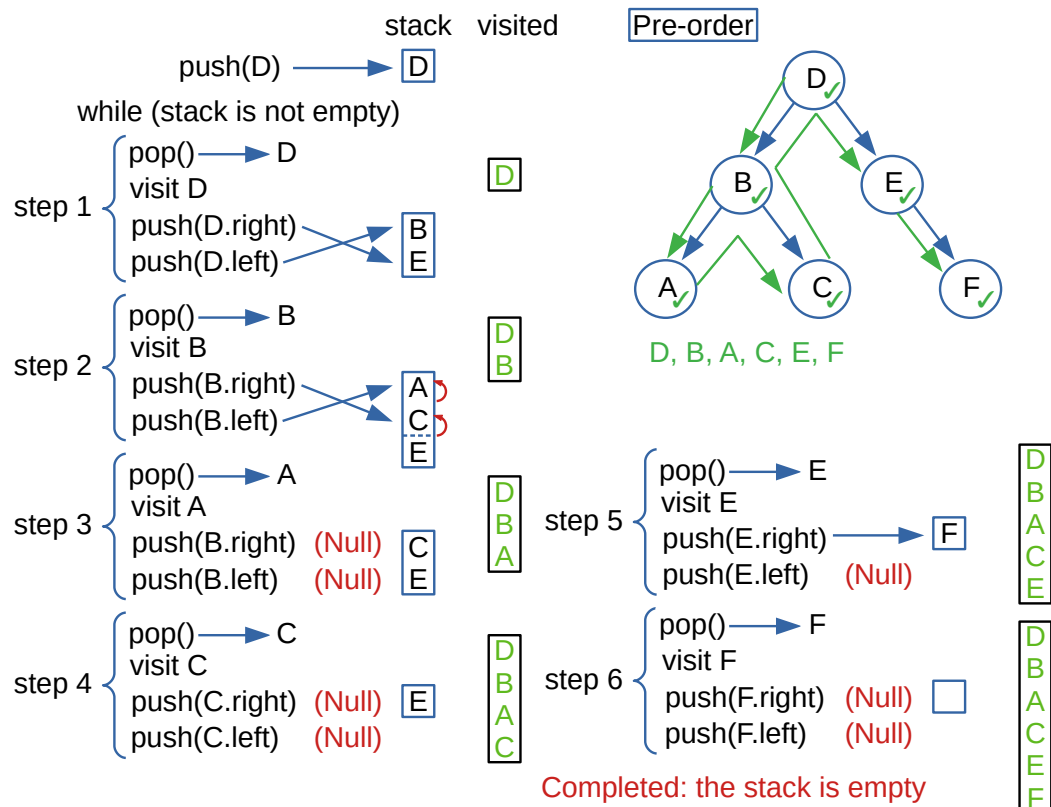 stack visited Pre-order
push(D) D
while (stack is not empty)
step 1
pop() D
visit D
push(D.right)
push(D.left)
B
E
D
step 2
pop() B
visit B
push(B.right)
push(B.left)
A
C
E
D
B
step 3
pop() A
visit A
push(B.right) (Null)
push(B.left) (Null)
C
E
D
B
A
step 4
pop() C
visit C
push(C.right) (Null)
push(C.left) (Null)
E
D
B
A
C
D
B E
A C F
D, B, A, C, E, F
step 5
pop() E
visit E
push(E.right) F
push(E.left) (Null)
D
B
A
C
E
step 6
pop() F
visit F
push(F.right) (Null)
push(F.left) (Null)
D
B
A
C
E
F
Completed: the stack is empty